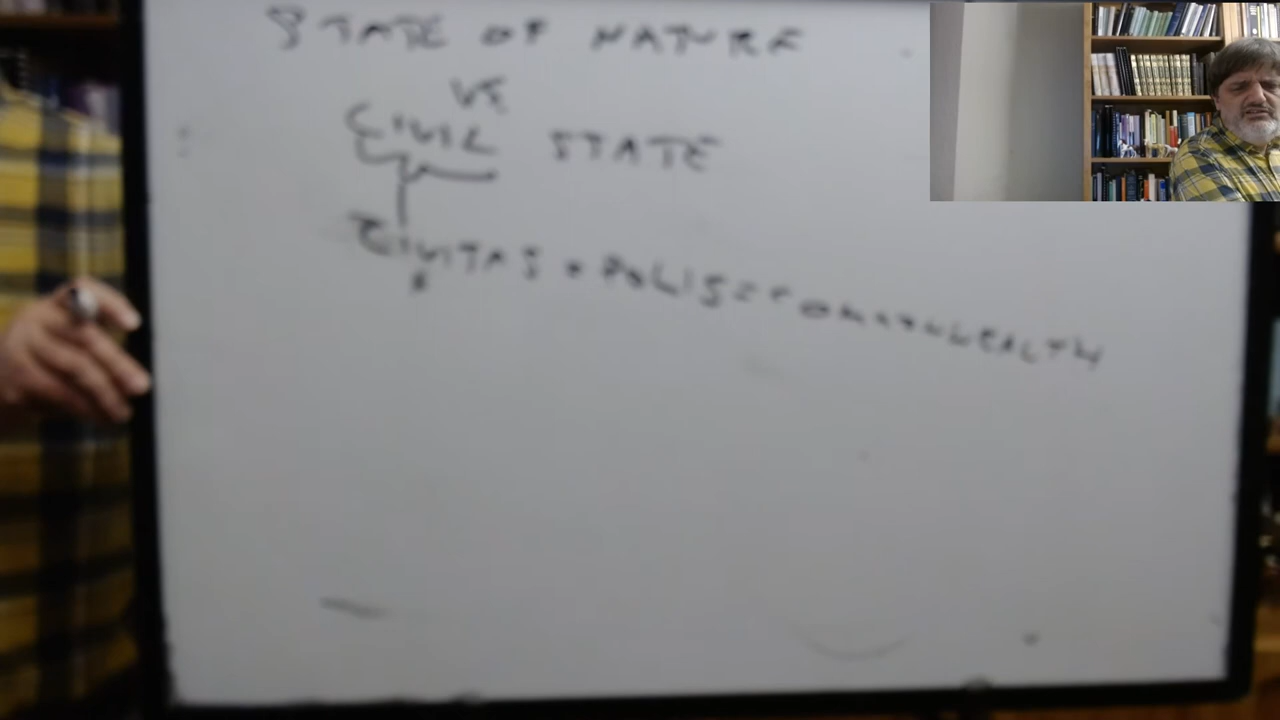 STATE OF NATURE
VS
CIVIL STATE
CIVITAS = POLIS = COMMONWEALTH